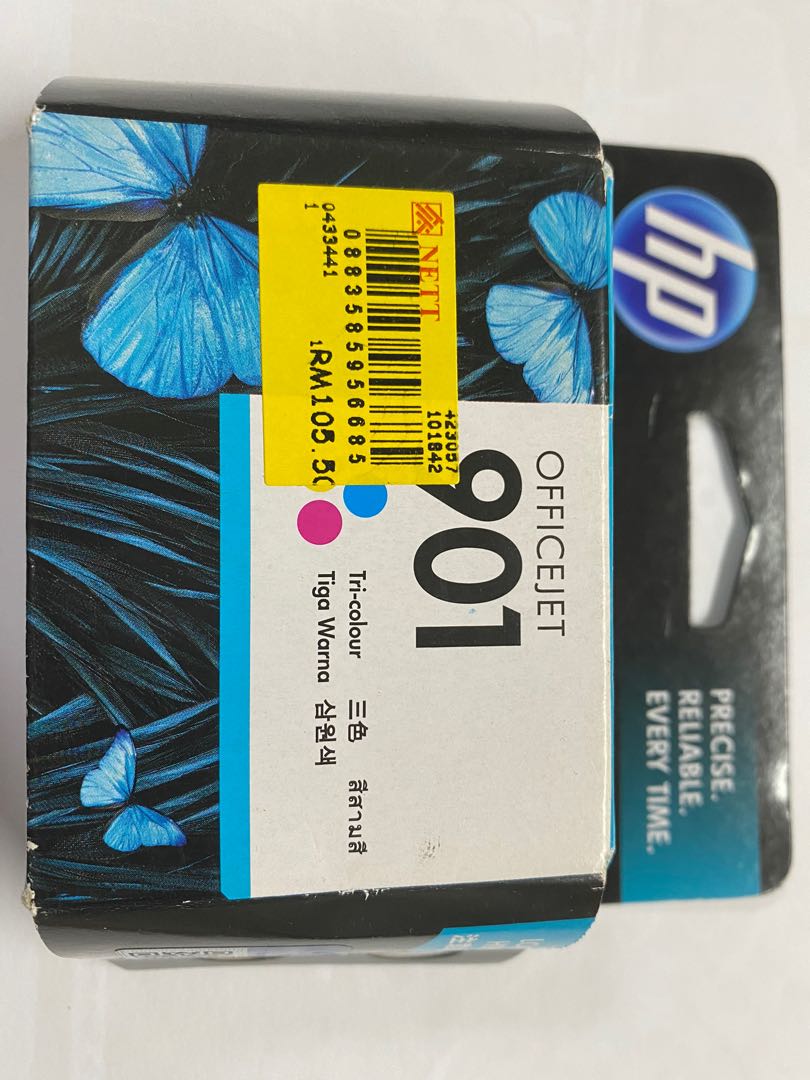 hp
PRECISE.
RELIABLE.
EVERY TIME.
OFFICEJET
901
Tri-colour 三色 สีสามสี
Tiga Warna 삼원색
NETT
423057
101842
0883585956685
0433441
1
1RM105.50